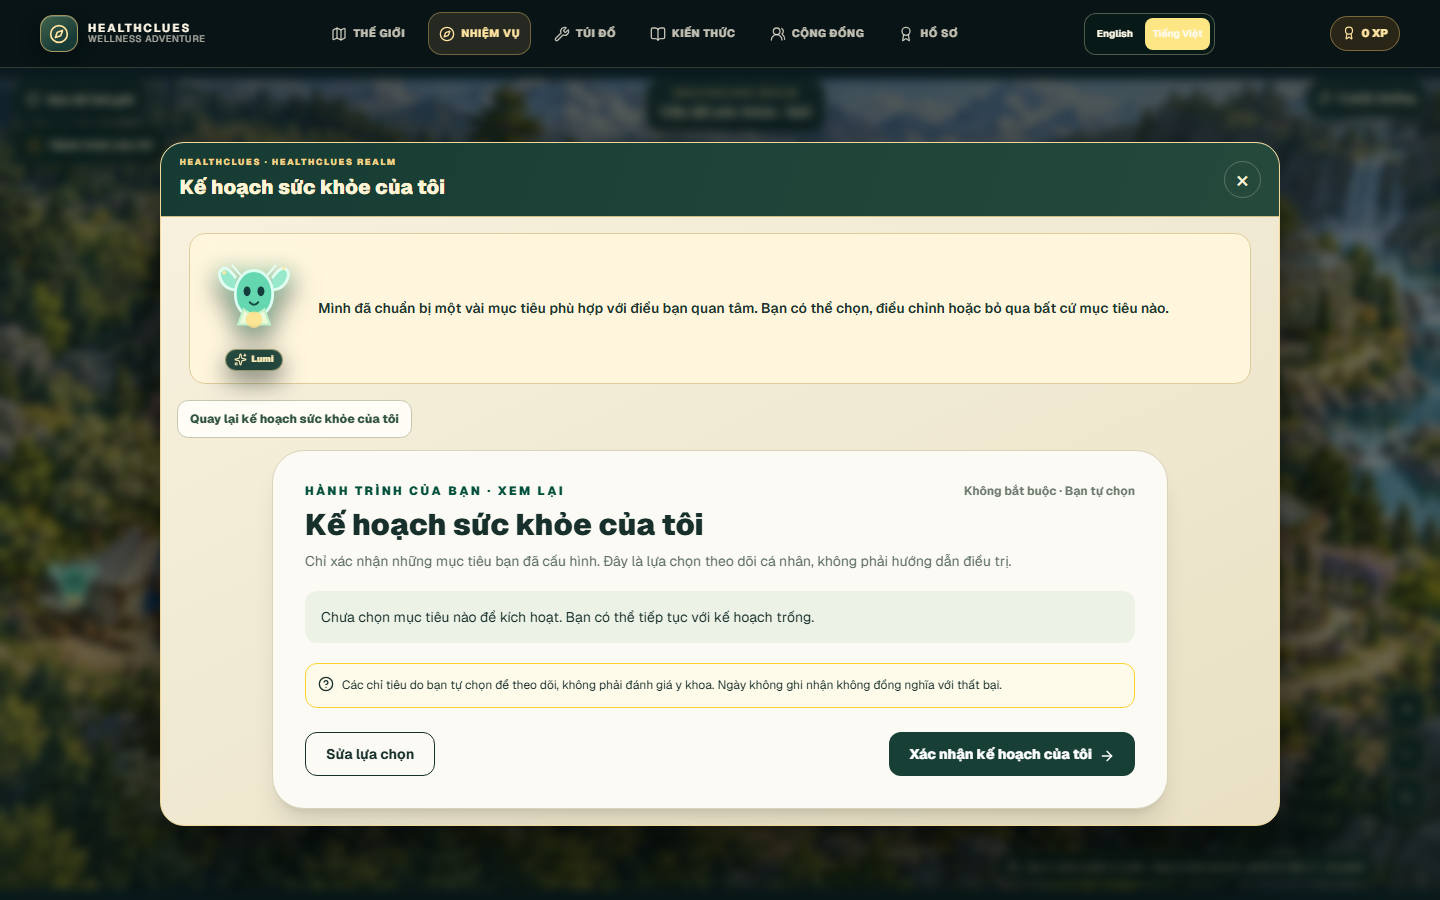 HEALTHCLUES
WELLNESS ADVENTURE
THẾ GIỚI
NHIỆM VỤ
TÚI ĐỒ
KIẾN THỨC
CỘNG ĐỒNG
HỒ SƠ
English
Tiếng Việt
0 XP
HEALTHCLUES · HEALTHCLUES REALM
Kế hoạch sức khỏe của tôi
Mình đã chuẩn bị một vài mục tiêu phù hợp với điều bạn quan tâm. Bạn có thể chọn, điều chỉnh hoặc bỏ qua bất cứ mục tiêu nào.
Lumi
Quay lại kế hoạch sức khỏe của tôi
HÀNH TRÌNH CỦA BẠN · XEM LẠI
Không bắt buộc · Bạn tự chọn
Kế hoạch sức khỏe của tôi
Chỉ xác nhận những mục tiêu bạn đã cấu hình. Đây là lựa chọn theo dõi cá nhân, không phải hướng dẫn điều trị.
Chưa chọn mục tiêu nào để kích hoạt. Bạn có thể tiếp tục với kế hoạch trống.
Các chỉ tiêu do bạn tự chọn để theo dõi, không phải đánh giá y khoa. Ngày không ghi nhận không đồng nghĩa với thất bại.
Sửa lựa chọn
Xác nhận kế hoạch của tôi